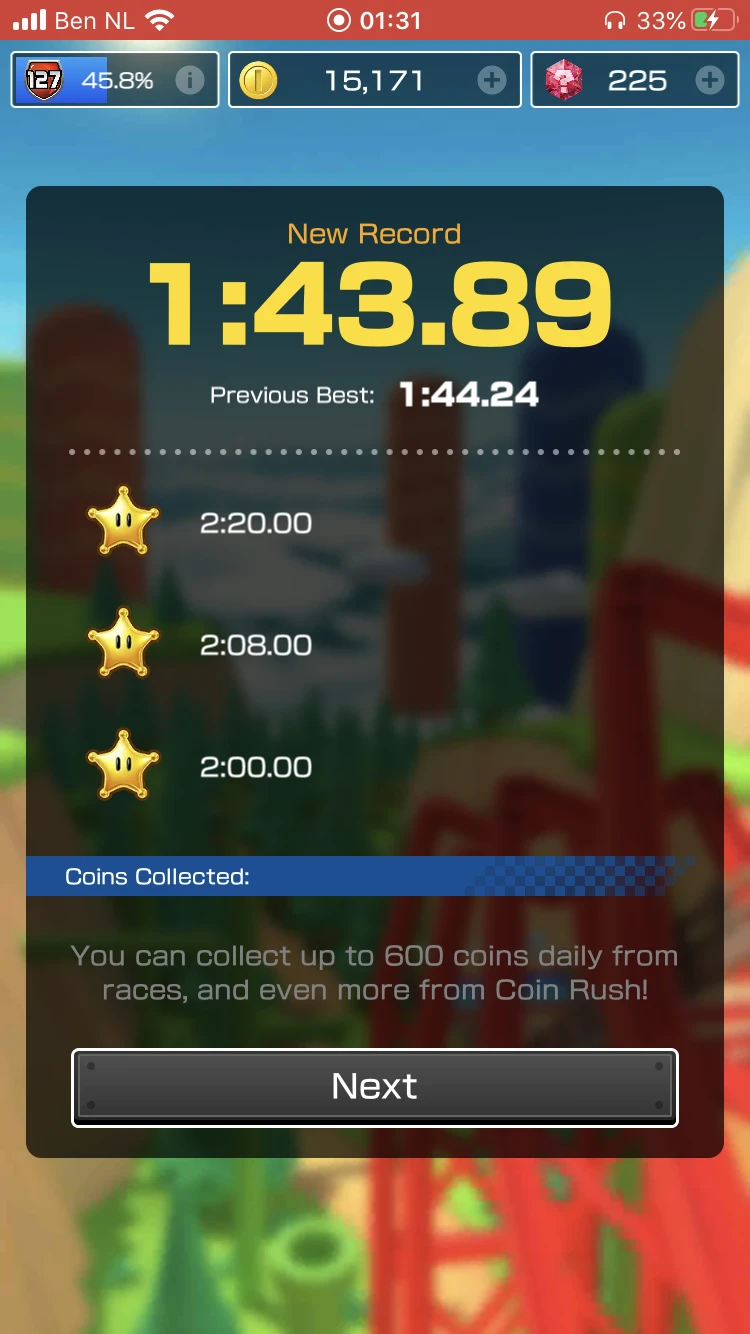 Ben NL 01:31 33%
127 45.8% 15,171 225
New Record
1:43.89
Previous Best: 1:44.24
2:20.00
2:08.00
2:00.00
Coins Collected:
You can collect up to 600 coins daily from
races, and even more from Coin Rush!
Next